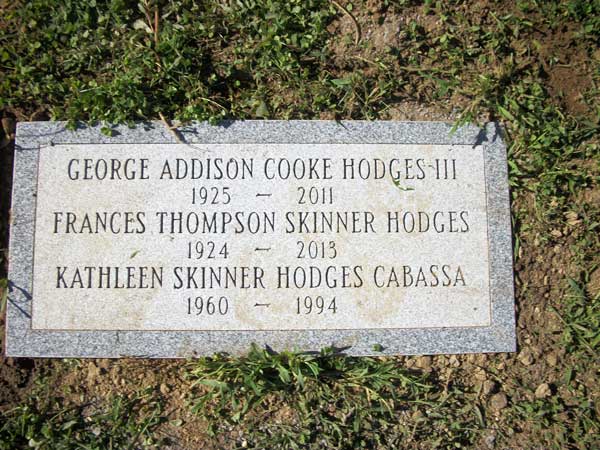 GEORGE ADDISON COOKE HODGES III
1925 — 2011
FRANCES THOMPSON SKINNER HODGES
1924 — 2013
KATHLEEN SKINNER HODGES CABASSA
1960 — 1994